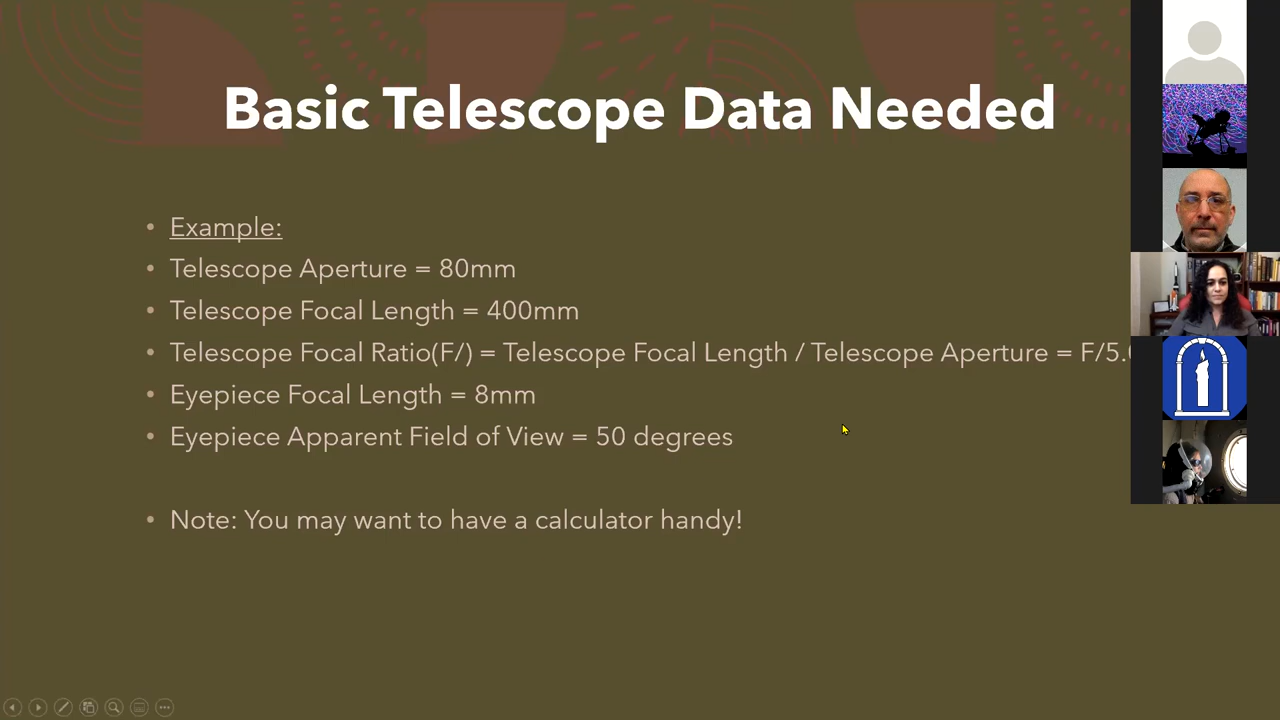 Basic Telescope Data Needed
• Example:
• Telescope Aperture = 80mm
• Telescope Focal Length = 400mm
• Telescope Focal Ratio(F/) = Telescope Focal Length / Telescope Aperture = F/5.
• Eyepiece Focal Length = 8mm
• Eyepiece Apparent Field of View = 50 degrees
• Note: You may want to have a calculator handy!